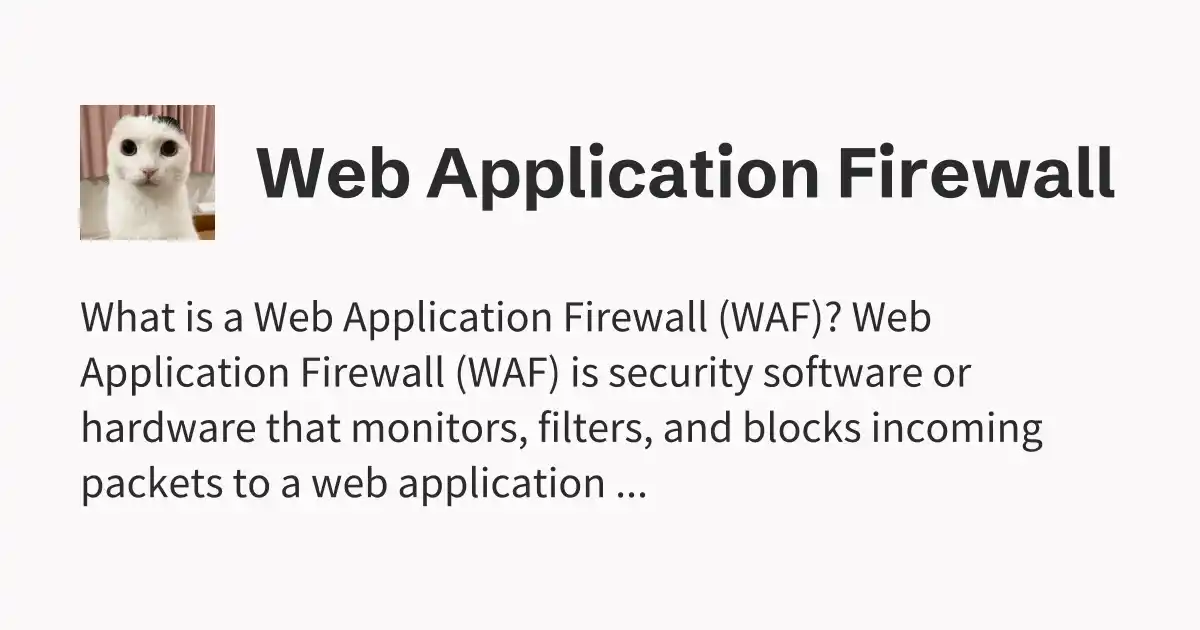 Web Application Firewall
What is a Web Application Firewall (WAF)? Web
Application Firewall (WAF) is security software or
hardware that monitors, filters, and blocks incoming
packets to a web application ...